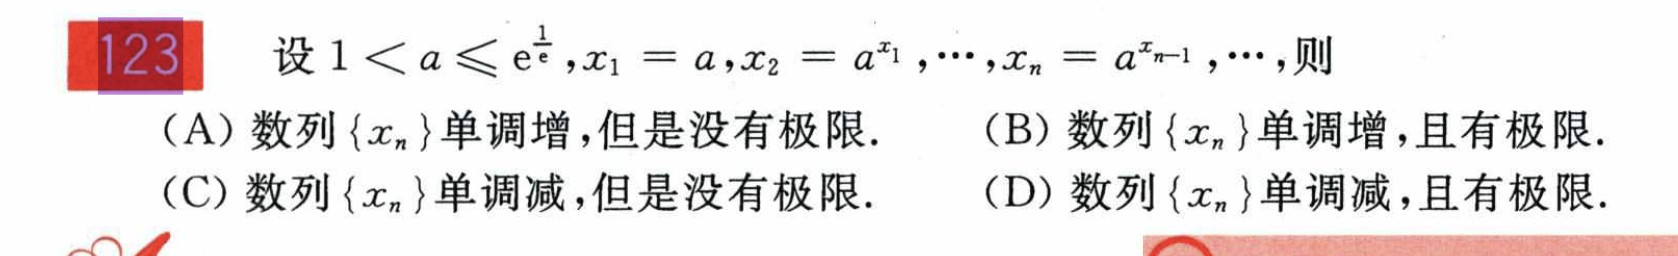 123 设 $1 < a \leqslant e^{\frac{1}{e}}, x_1 = a, x_2 = a^{x_1}, \cdots, x_n = a^{x_{n-1}}, \cdots,$则
(A) 数列$\{x_n\}$单调增,但是没有极限. (B) 数列$\{x_n\}$单调增,且有极限.
(C) 数列$\{x_n\}$单调减,但是没有极限. (D) 数列$\{x_n\}$单调减,且有极限.